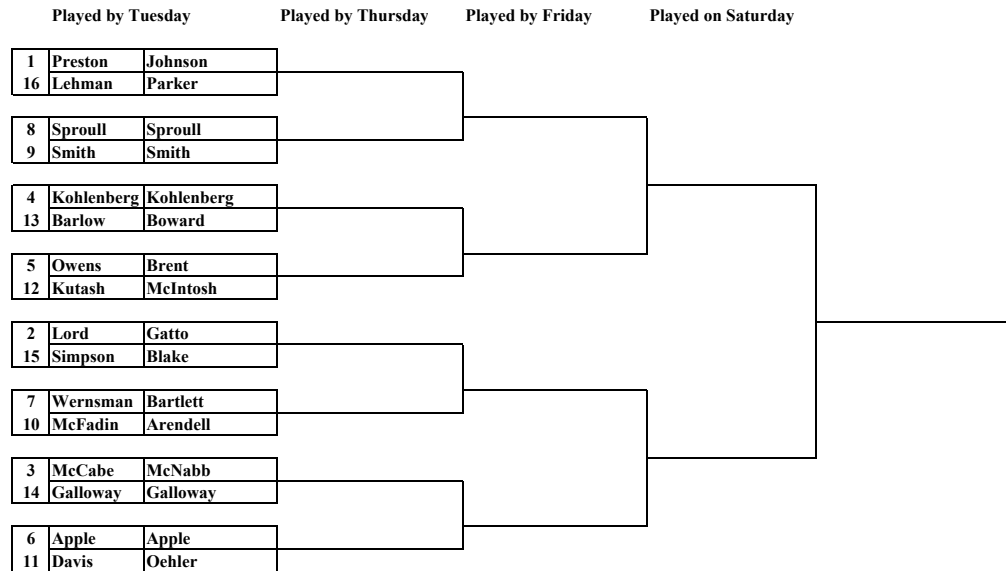 Played by Tuesday Played by Thursday Played by Friday Played on Saturday
1 Preston Johnson
16 Lehman Parker
8 Sproull Sproull
9 Smith Smith
4 Kohlenberg Kohlenberg
13 Barlow Boward
5 Owens Brent
12 Kutash McIntosh
2 Lord Gatto
15 Simpson Blake
7 Wernsman Bartlett
10 McFadin Arendell
3 McCabe McNabb
14 Galloway Galloway
6 Apple Apple
11 Davis Oehler